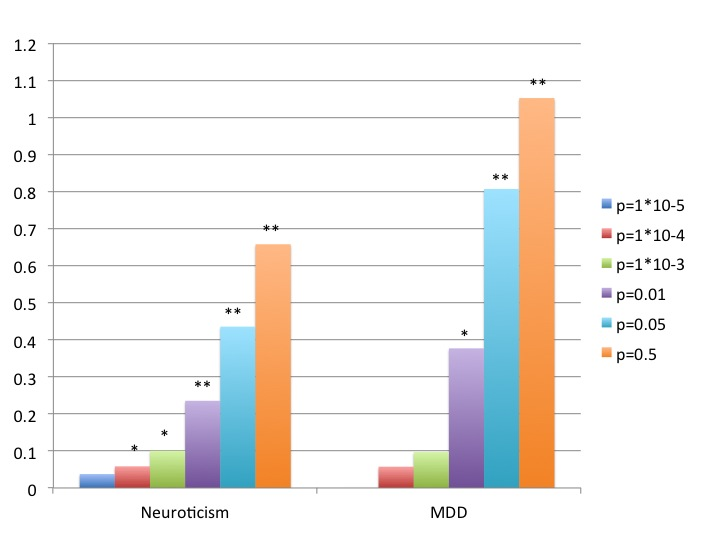 1.2
1.1
1
0.9
0.8
0.7
0.6
0.5
0.4
0.3
0.2
0.1
0
*
*
**
**
**
*
**
**
Neuroticism
MDD
p=1*10-5
p=1*10-4
p=1*10-3
p=0.01
p=0.05
p=0.5